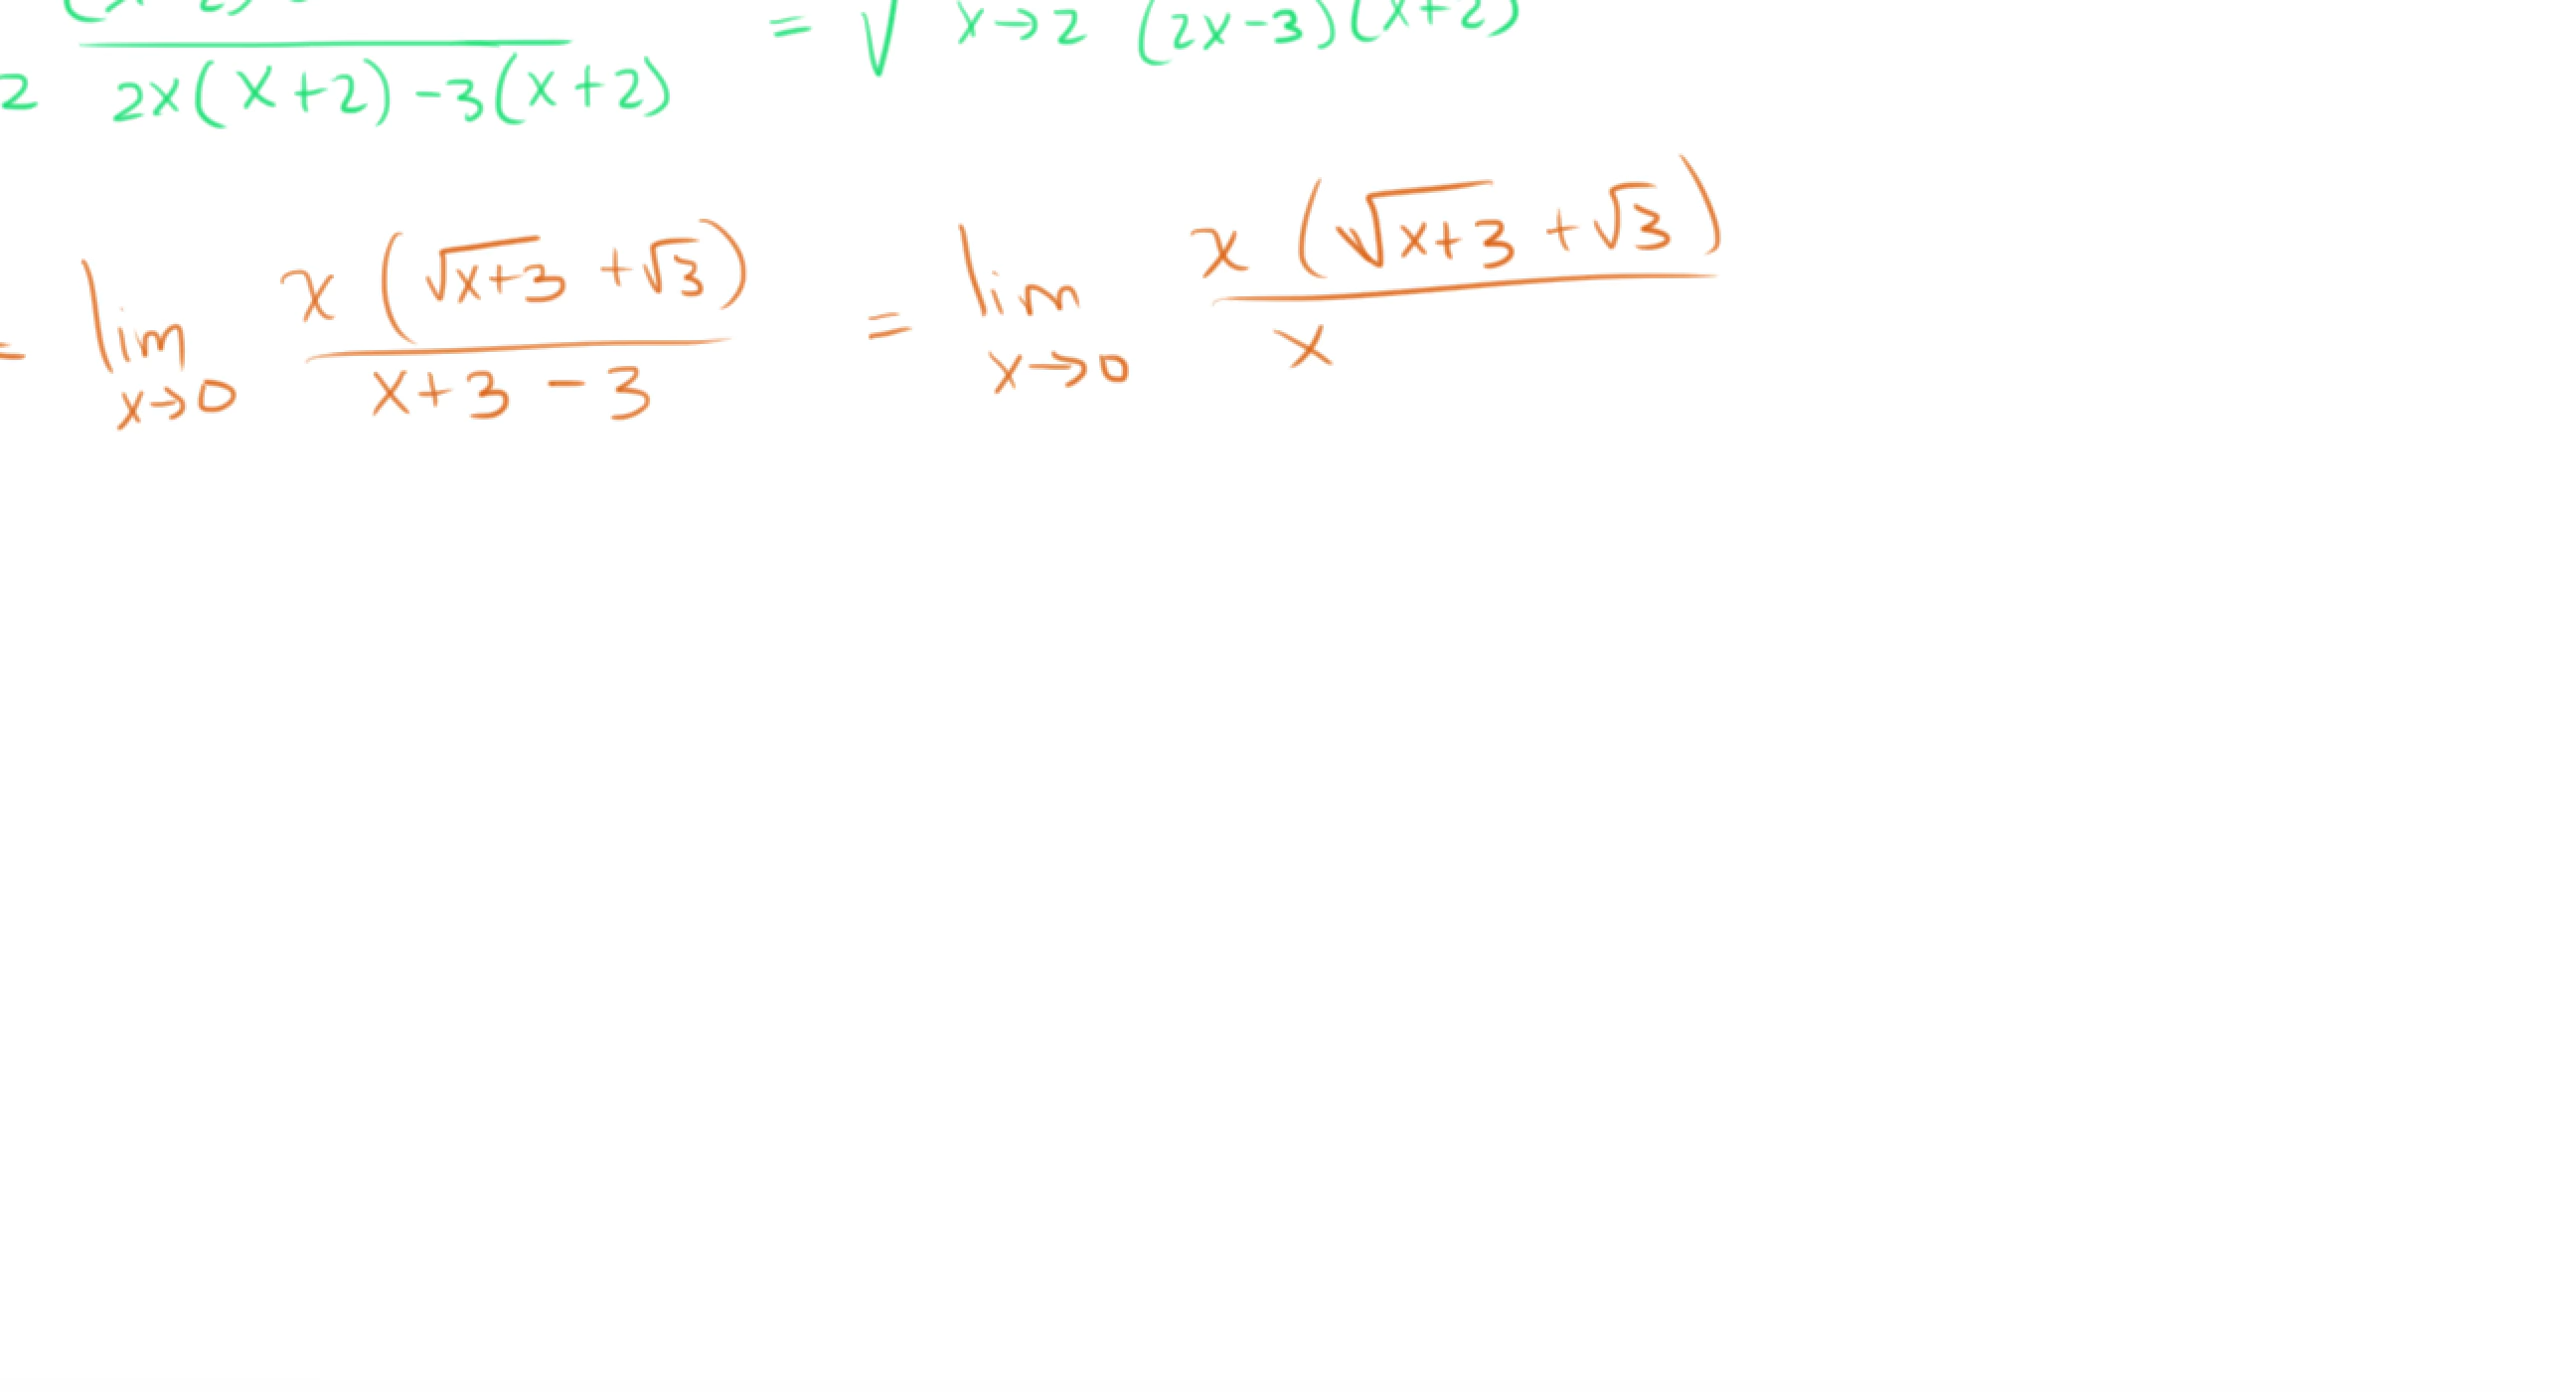 2x(x+2)-3(x+2) = √ x→2 (2x-3)(x+2)
= lim x→0 x(√x+3 +√3) / x+3-3 = lim x→0 x(√x+3 +√3) / x